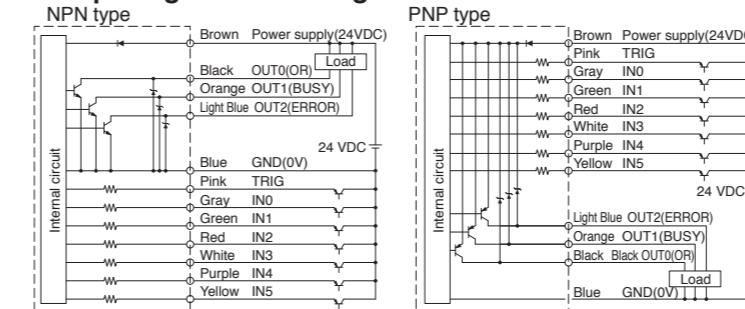 NPN type
Brown Power supply(24VDC)
Load
Black OUT0(OR)
Orange OUT1(BUSY)
Light Blue OUT2(ERROR)
24 VDC
Blue GND(0V)
Pink TRIG
Gray IN0
Green IN1
Red IN2
White IN3
Purple IN4
Yellow IN5
Internal circuit
PNP type
Brown Power supply(24VDC
Pink TRIG
Gray IN0
Green IN1
Red IN2
White IN3
Purple IN4
Yellow IN5
24 VDC
Light Blue OUT2(ERROR)
Orange OUT1(BUSY)
Black Black OUT0(OR)
Load
Blue GND(0V)
Internal circuit